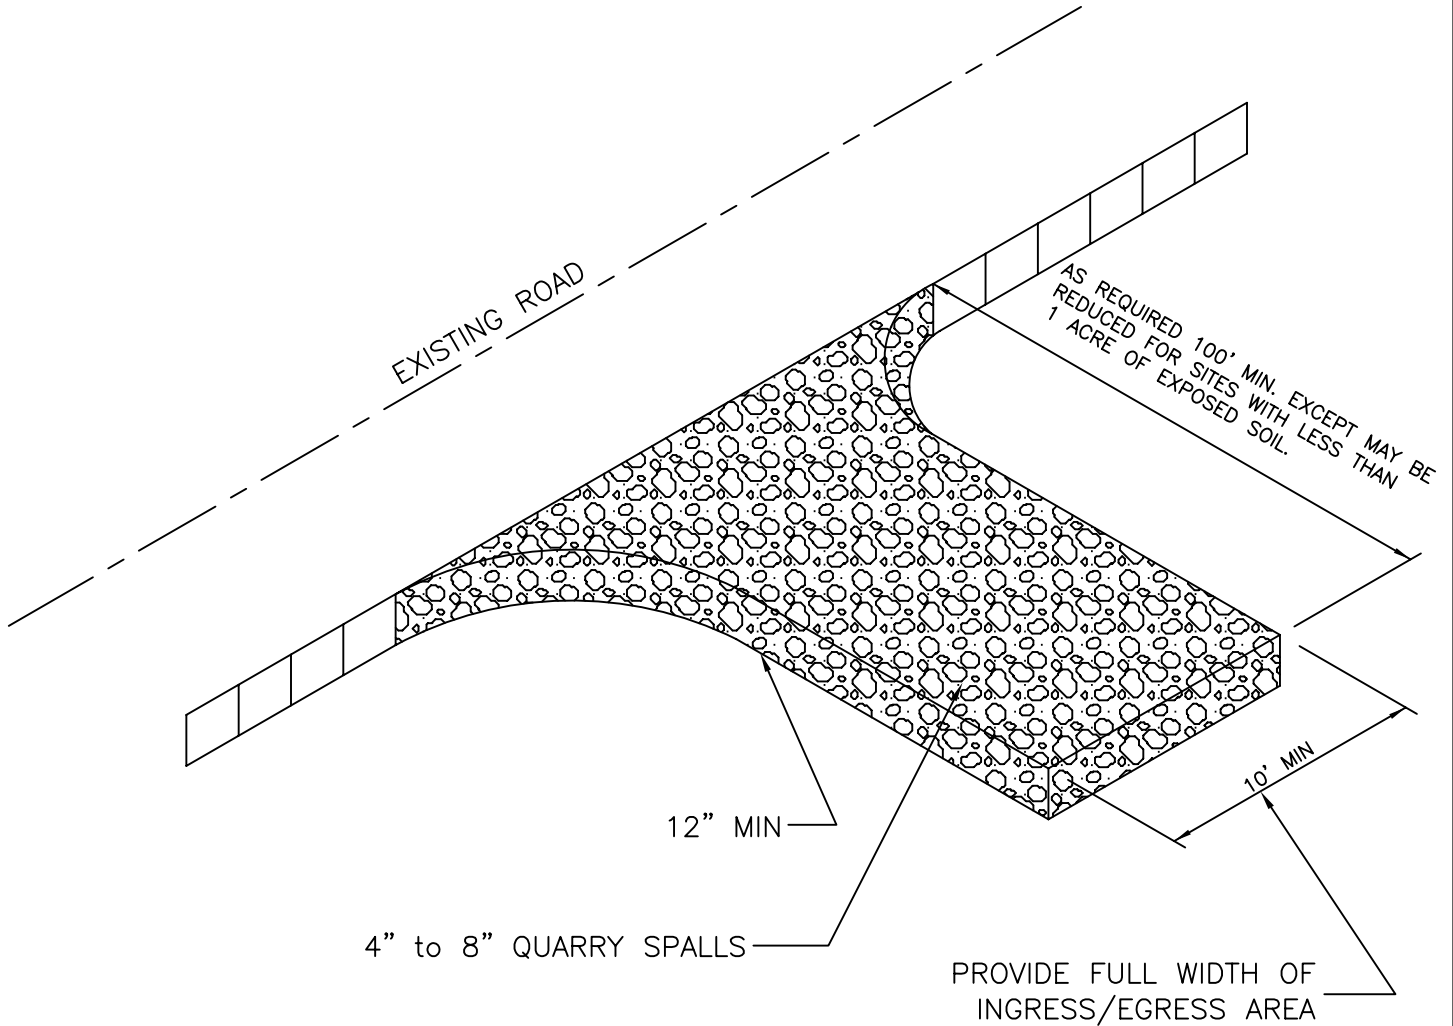 EXISTING ROAD
AS REQUIRED 100' MIN. EXCEPT MAY BE
REDUCED FOR SITES WITH LESS THAN
1 ACRE OF EXPOSED SOIL.
10' MIN
12” MIN
4” to 8” QUARRY SPALLS
PROVIDE FULL WIDTH OF
INGRESS/EGRESS AREA